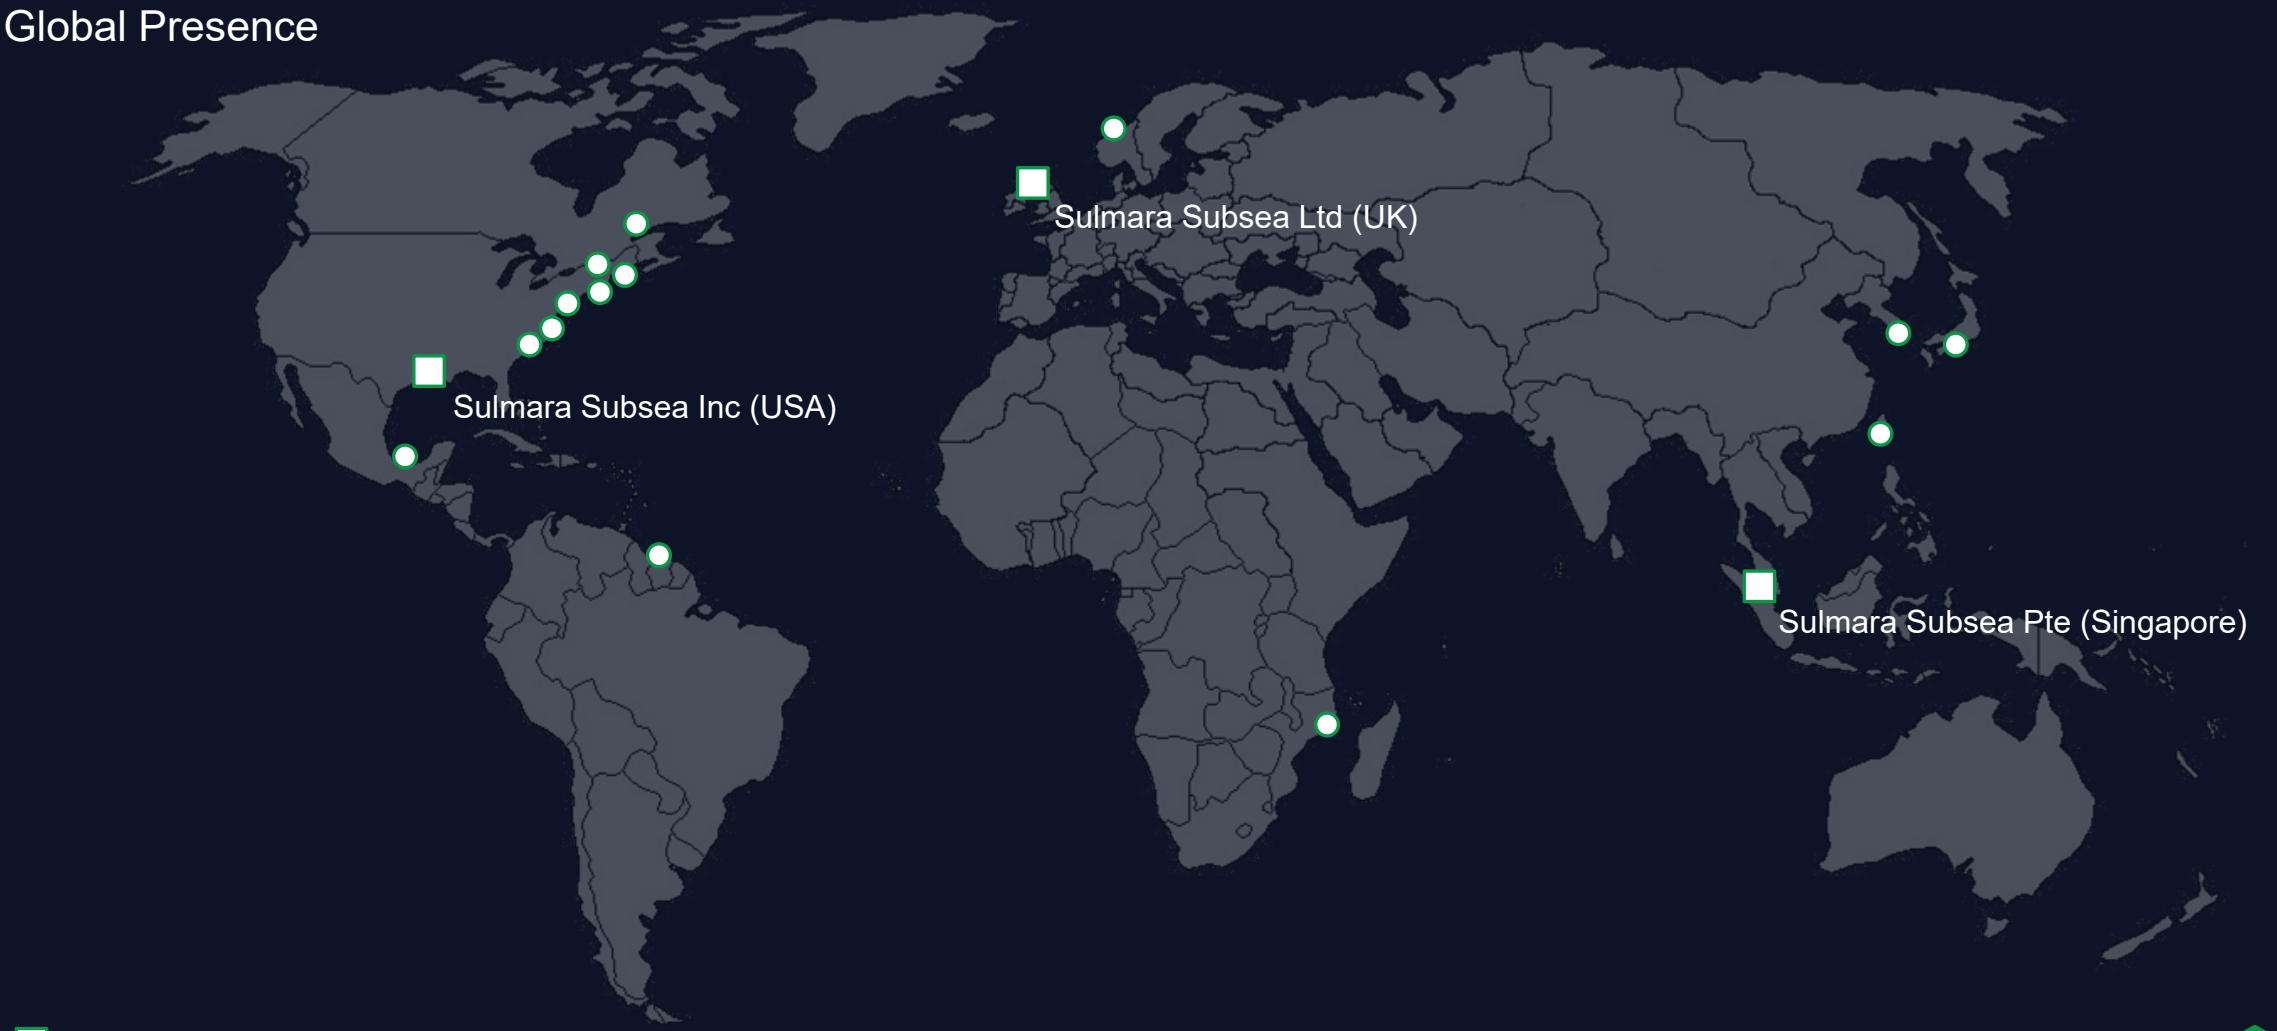 Global Presence
Sulmara Subsea Ltd (UK)
Sulmara Subsea Inc (USA)
Sulmara Subsea Pte (Singapore)